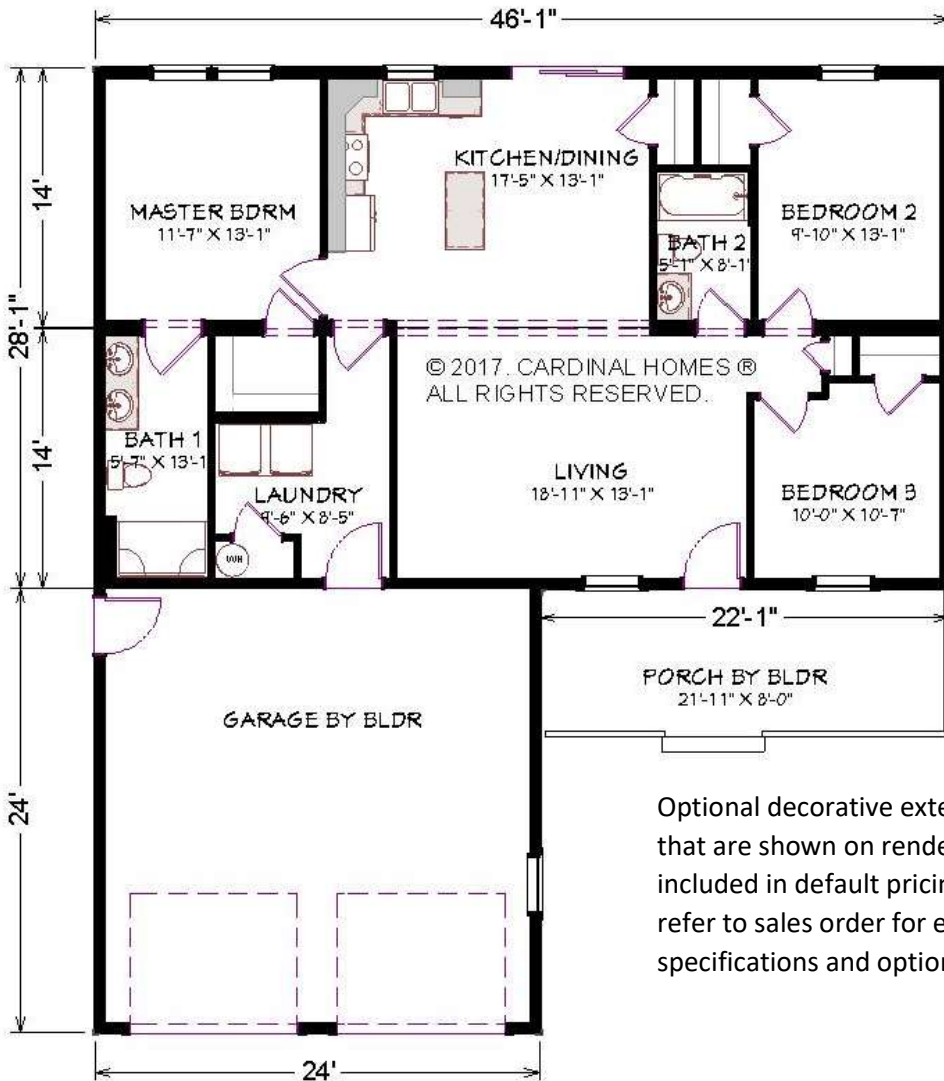 46'-1"
14'
28'-1"
14'
MASTER BDRM
11'-7" X 13'-1"
KITCHEN/DINING
17'-5" X 13'-1"
BATH 2
5'-1" X 8'-1"
BEDROOM 2
9'-10" X 13'-1"
© 2017. CARDINAL HOMES ®
ALL RIGHTS RESERVED.
BATH 1
5'-7" X 13'-1
LAUNDRY
9'-6" X 8'-5"
WH
LIVING
18'-11" X 13'-1"
BEDROOM 3
10'-0" X 10'-7"
22'-1"
PORCH BY BLDR
21'-11" X 8'-0"
GARAGE BY BLDR
24'
24'
Optional decorative exte
that are shown on rende
included in default pricin
refer to sales order for e
specifications and option